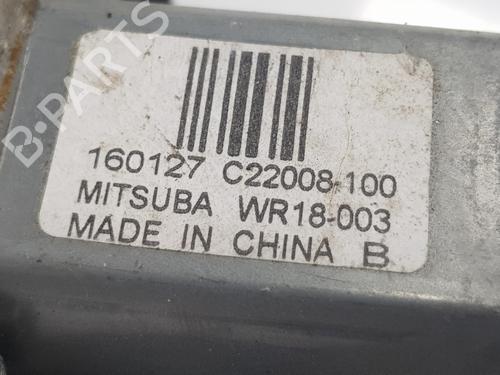 B-PARTS
160127 C22008-100
MITSUBA WR18-003
MADE IN CHINA B